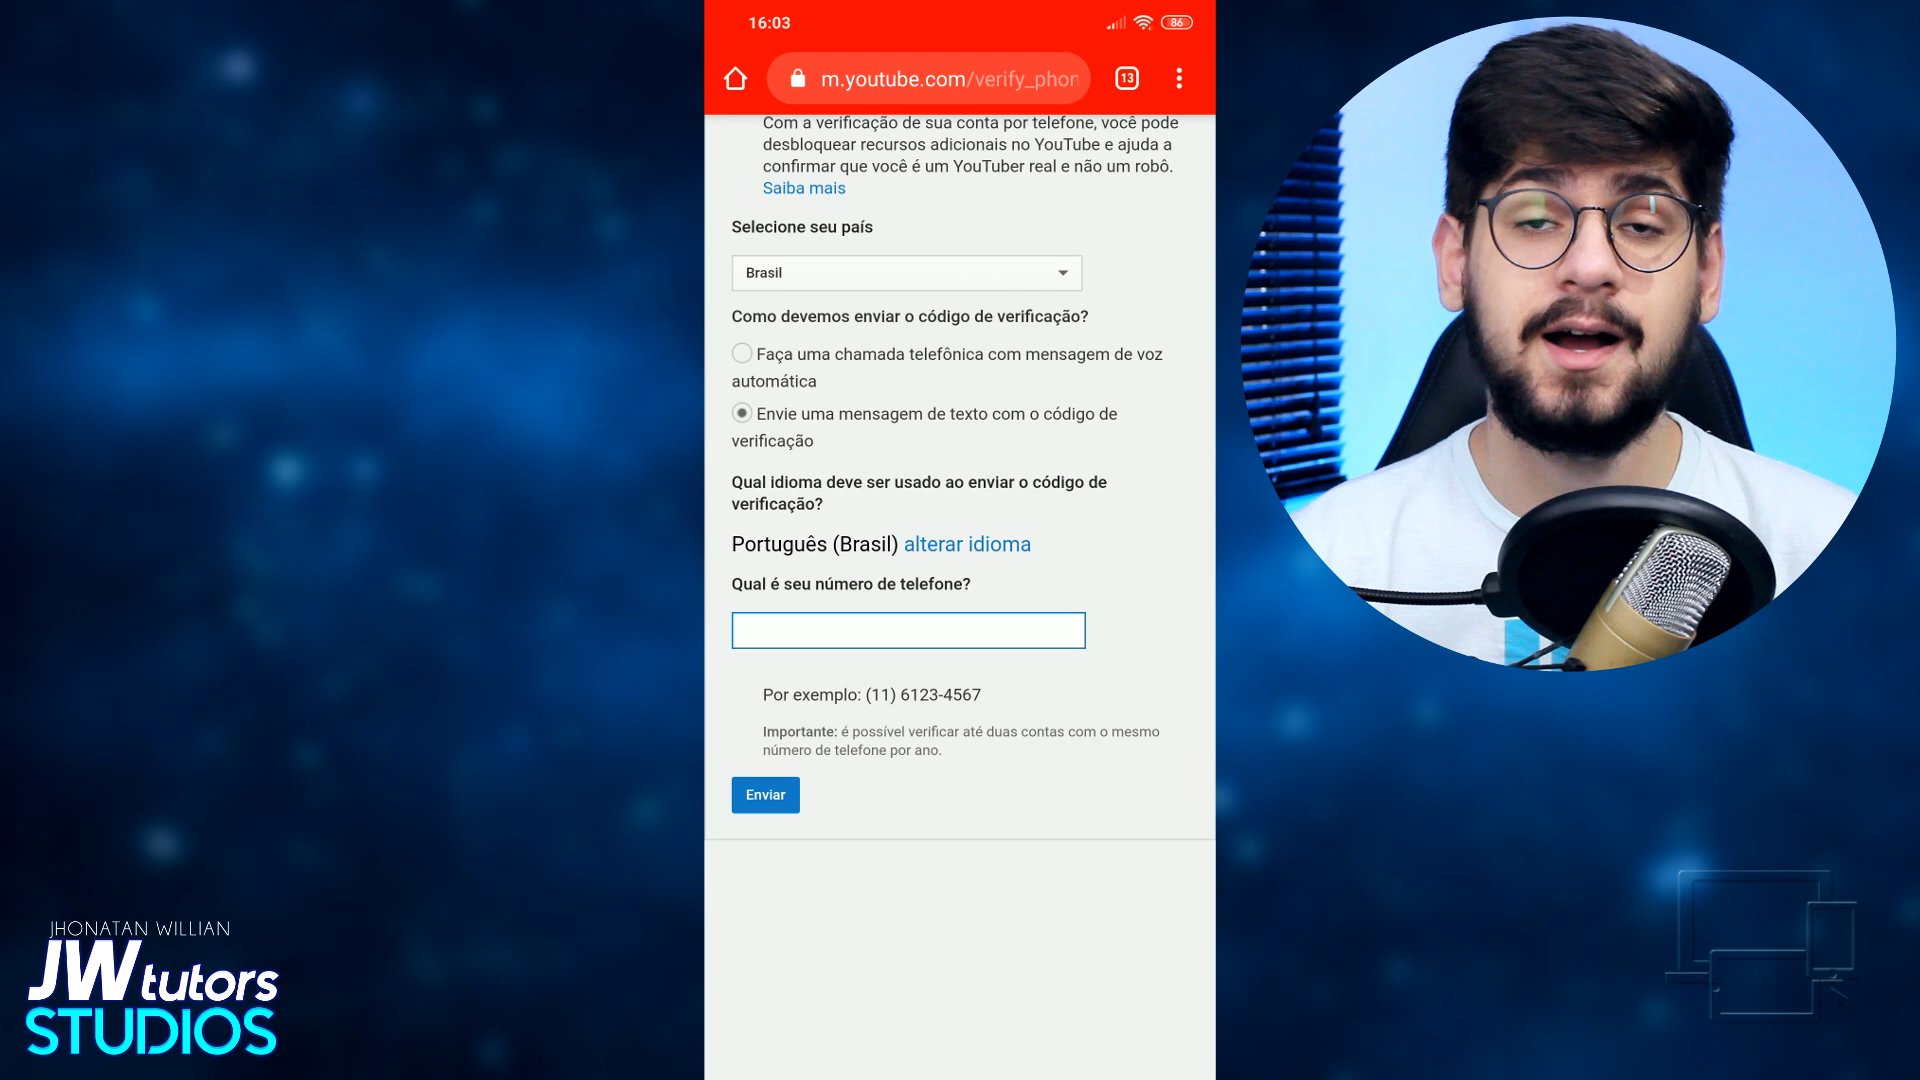 16:03
86
m.youtube.com/verify_phon
13
Com a verificação de sua conta por telefone, você pode
desbloquear recursos adicionais no YouTube e ajuda a
confirmar que você é um YouTuber real e não um robô.
Saiba mais
Selecione seu país
Brasil
Como devemos enviar o código de verificação?
Faça uma chamada telefônica com mensagem de voz
automática
Envie uma mensagem de texto com o código de
verificação
Qual idioma deve ser usado ao enviar o código de
verificação?
Português (Brasil) alterar idioma
Qual é seu número de telefone?
Por exemplo: (11) 6123-4567
Importante: é possível verificar até duas contas com o mesmo
número de telefone por ano.
Enviar
JHONATAN WILLIAN
JW tutors
STUDIOS